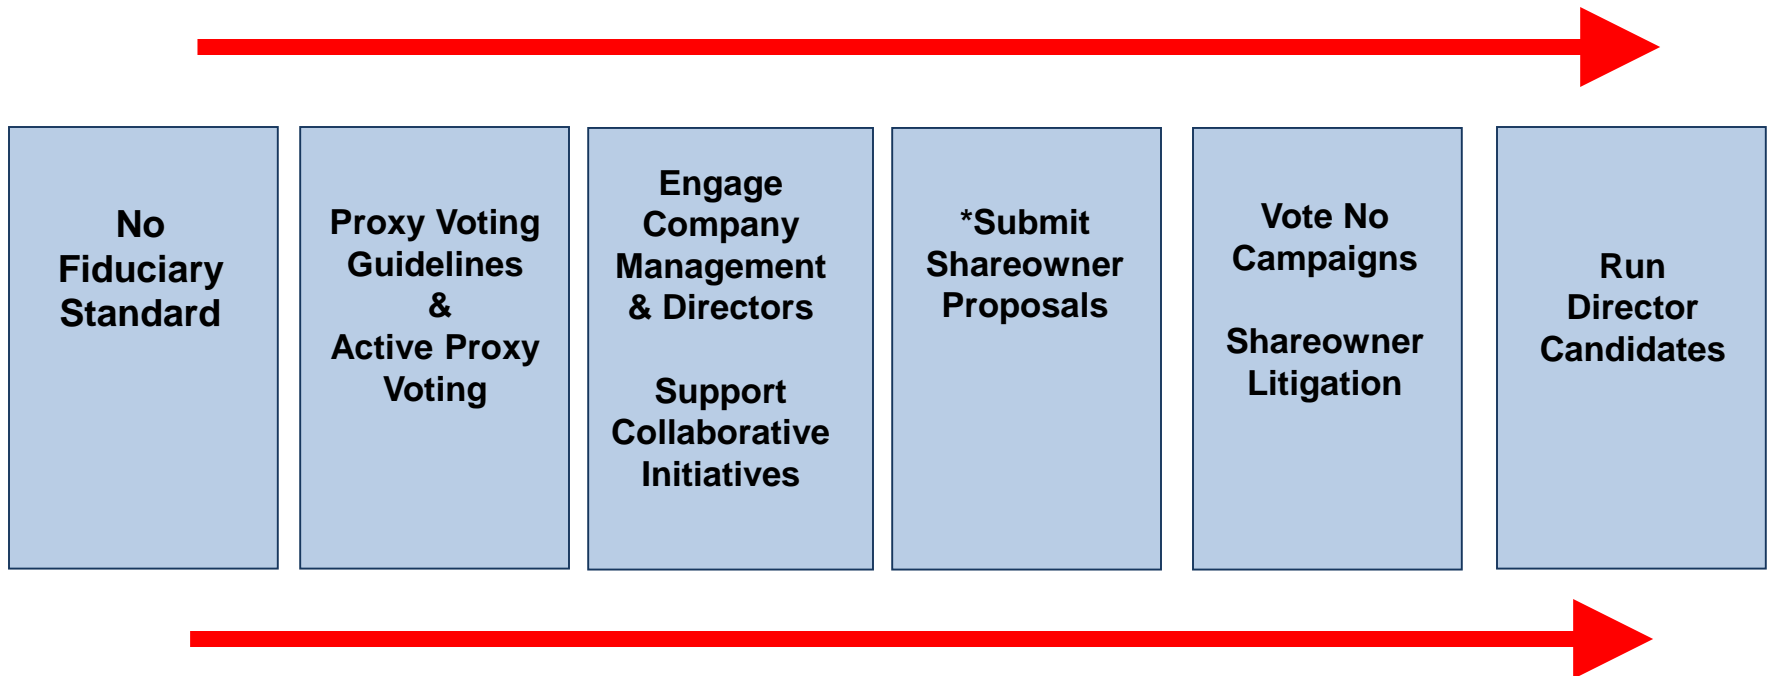 No
Fiduciary
Standard
Proxy Voting
Guidelines
&
Active Proxy
Voting
Engage
Company
Management
& Directors
Support
Collaborative
Initiatives
*Submit
Shareowner
Proposals
Vote No
Campaigns
Shareowner
Litigation
Run
Director
Candidates